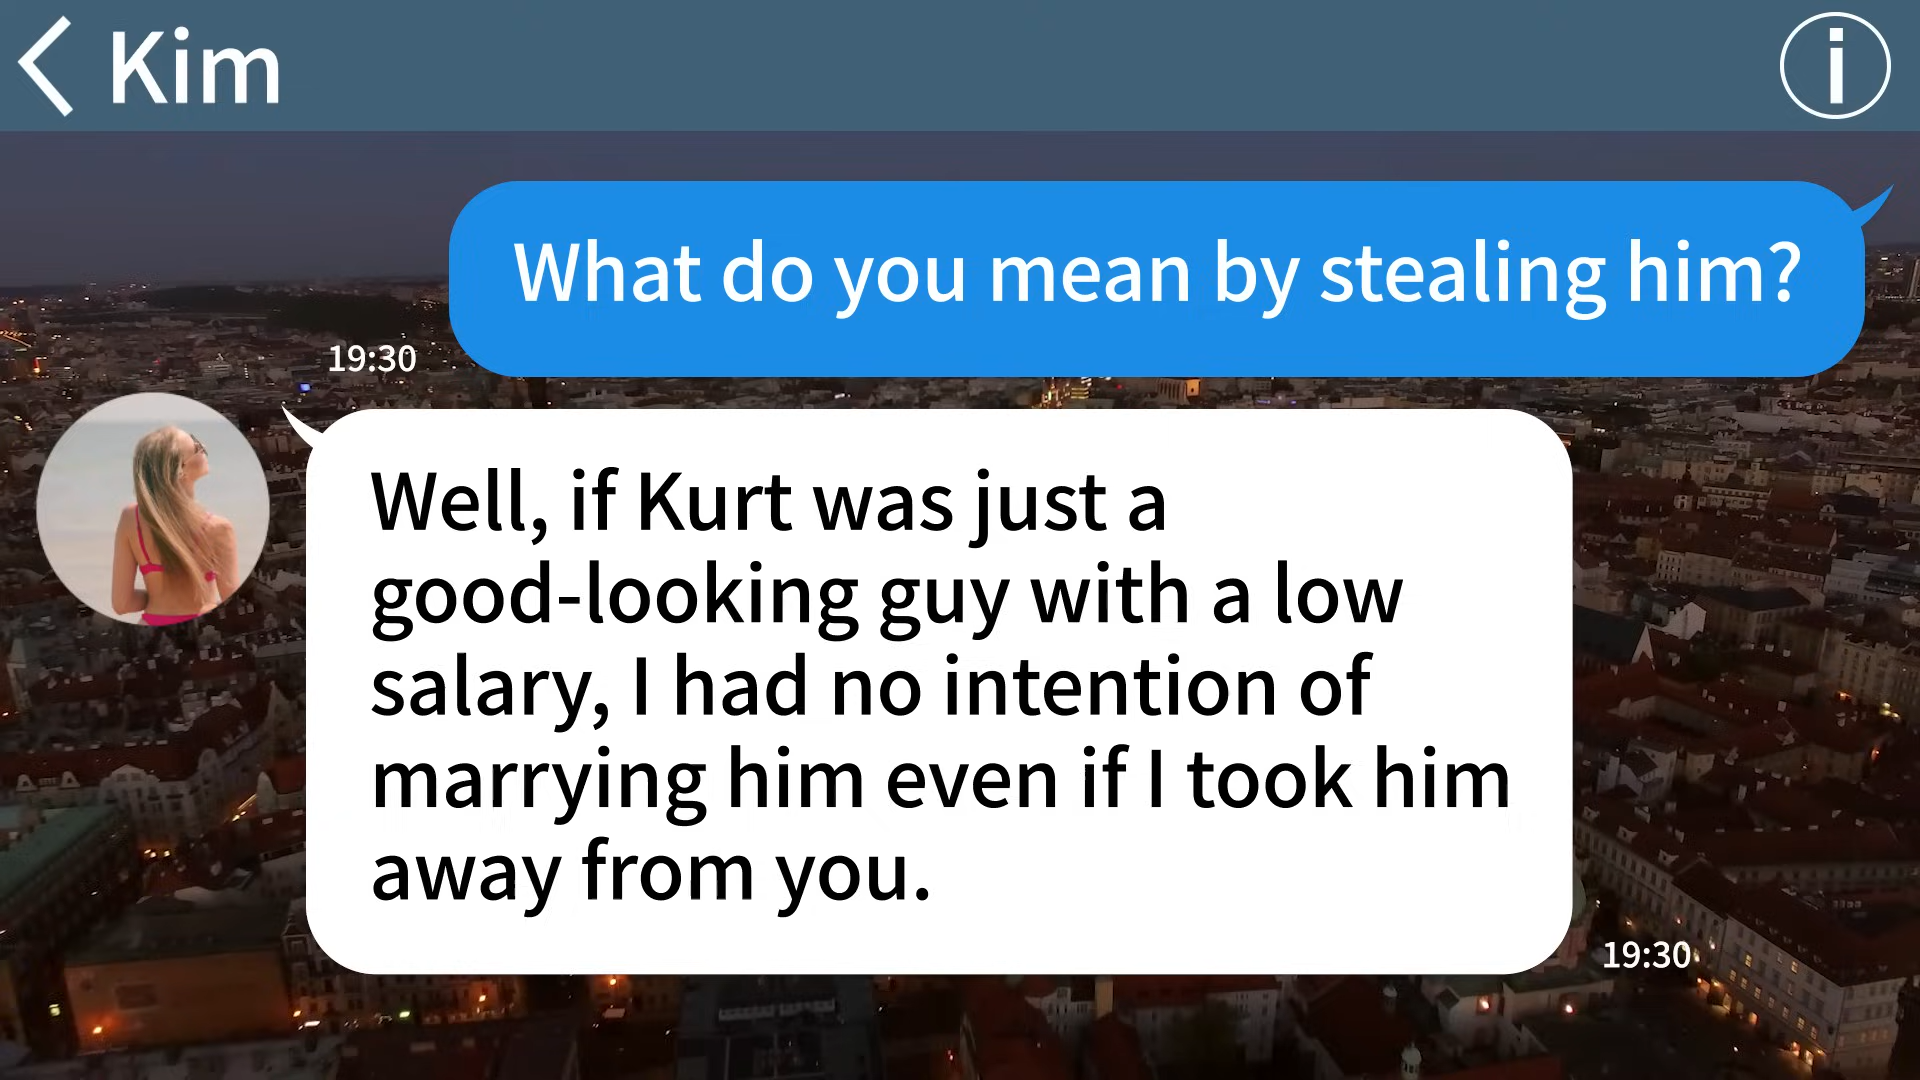 Kim
i
What do you mean by stealing him?
19:30
Well, if Kurt was just a
good-looking guy with a low
salary, I had no intention of
marrying him even if I took him
away from you.
19:30